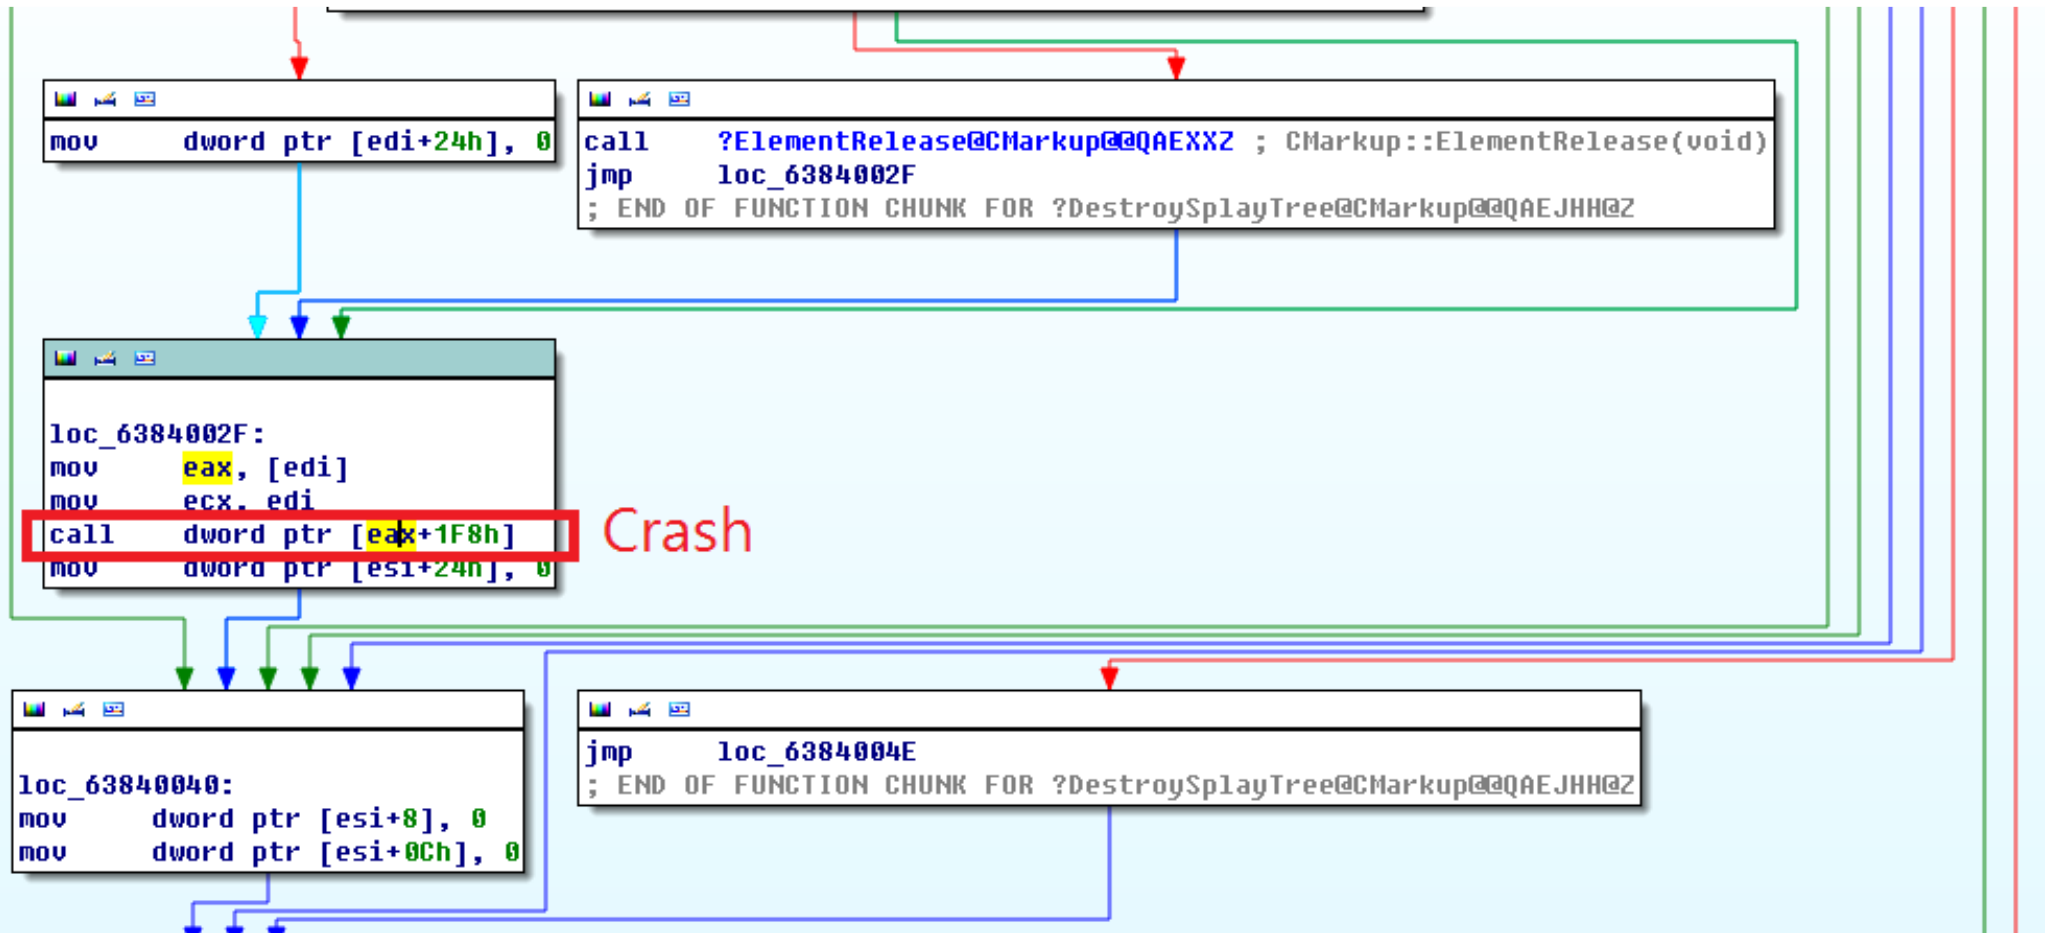 mov dword ptr [edi+24h], 0
call ?ElementRelease@CMarkup@@QAEXXZ ; CMarkup::ElementRelease(void)
jmp loc_6384002F
; END OF FUNCTION CHUNK FOR ?DestroySplayTree@CMarkup@@QAEJHH@Z
loc_6384002F:
mov eax, [edi]
mov ecx, edi
call dword ptr [eax+1F8h]
Crash
mov dword ptr [esi+24h], 0
loc_63840040:
mov dword ptr [esi+8], 0
mov dword ptr [esi+0Ch], 0
jmp loc_6384004E
; END OF FUNCTION CHUNK FOR ?DestroySplayTree@CMarkup@@QAEJHH@Z